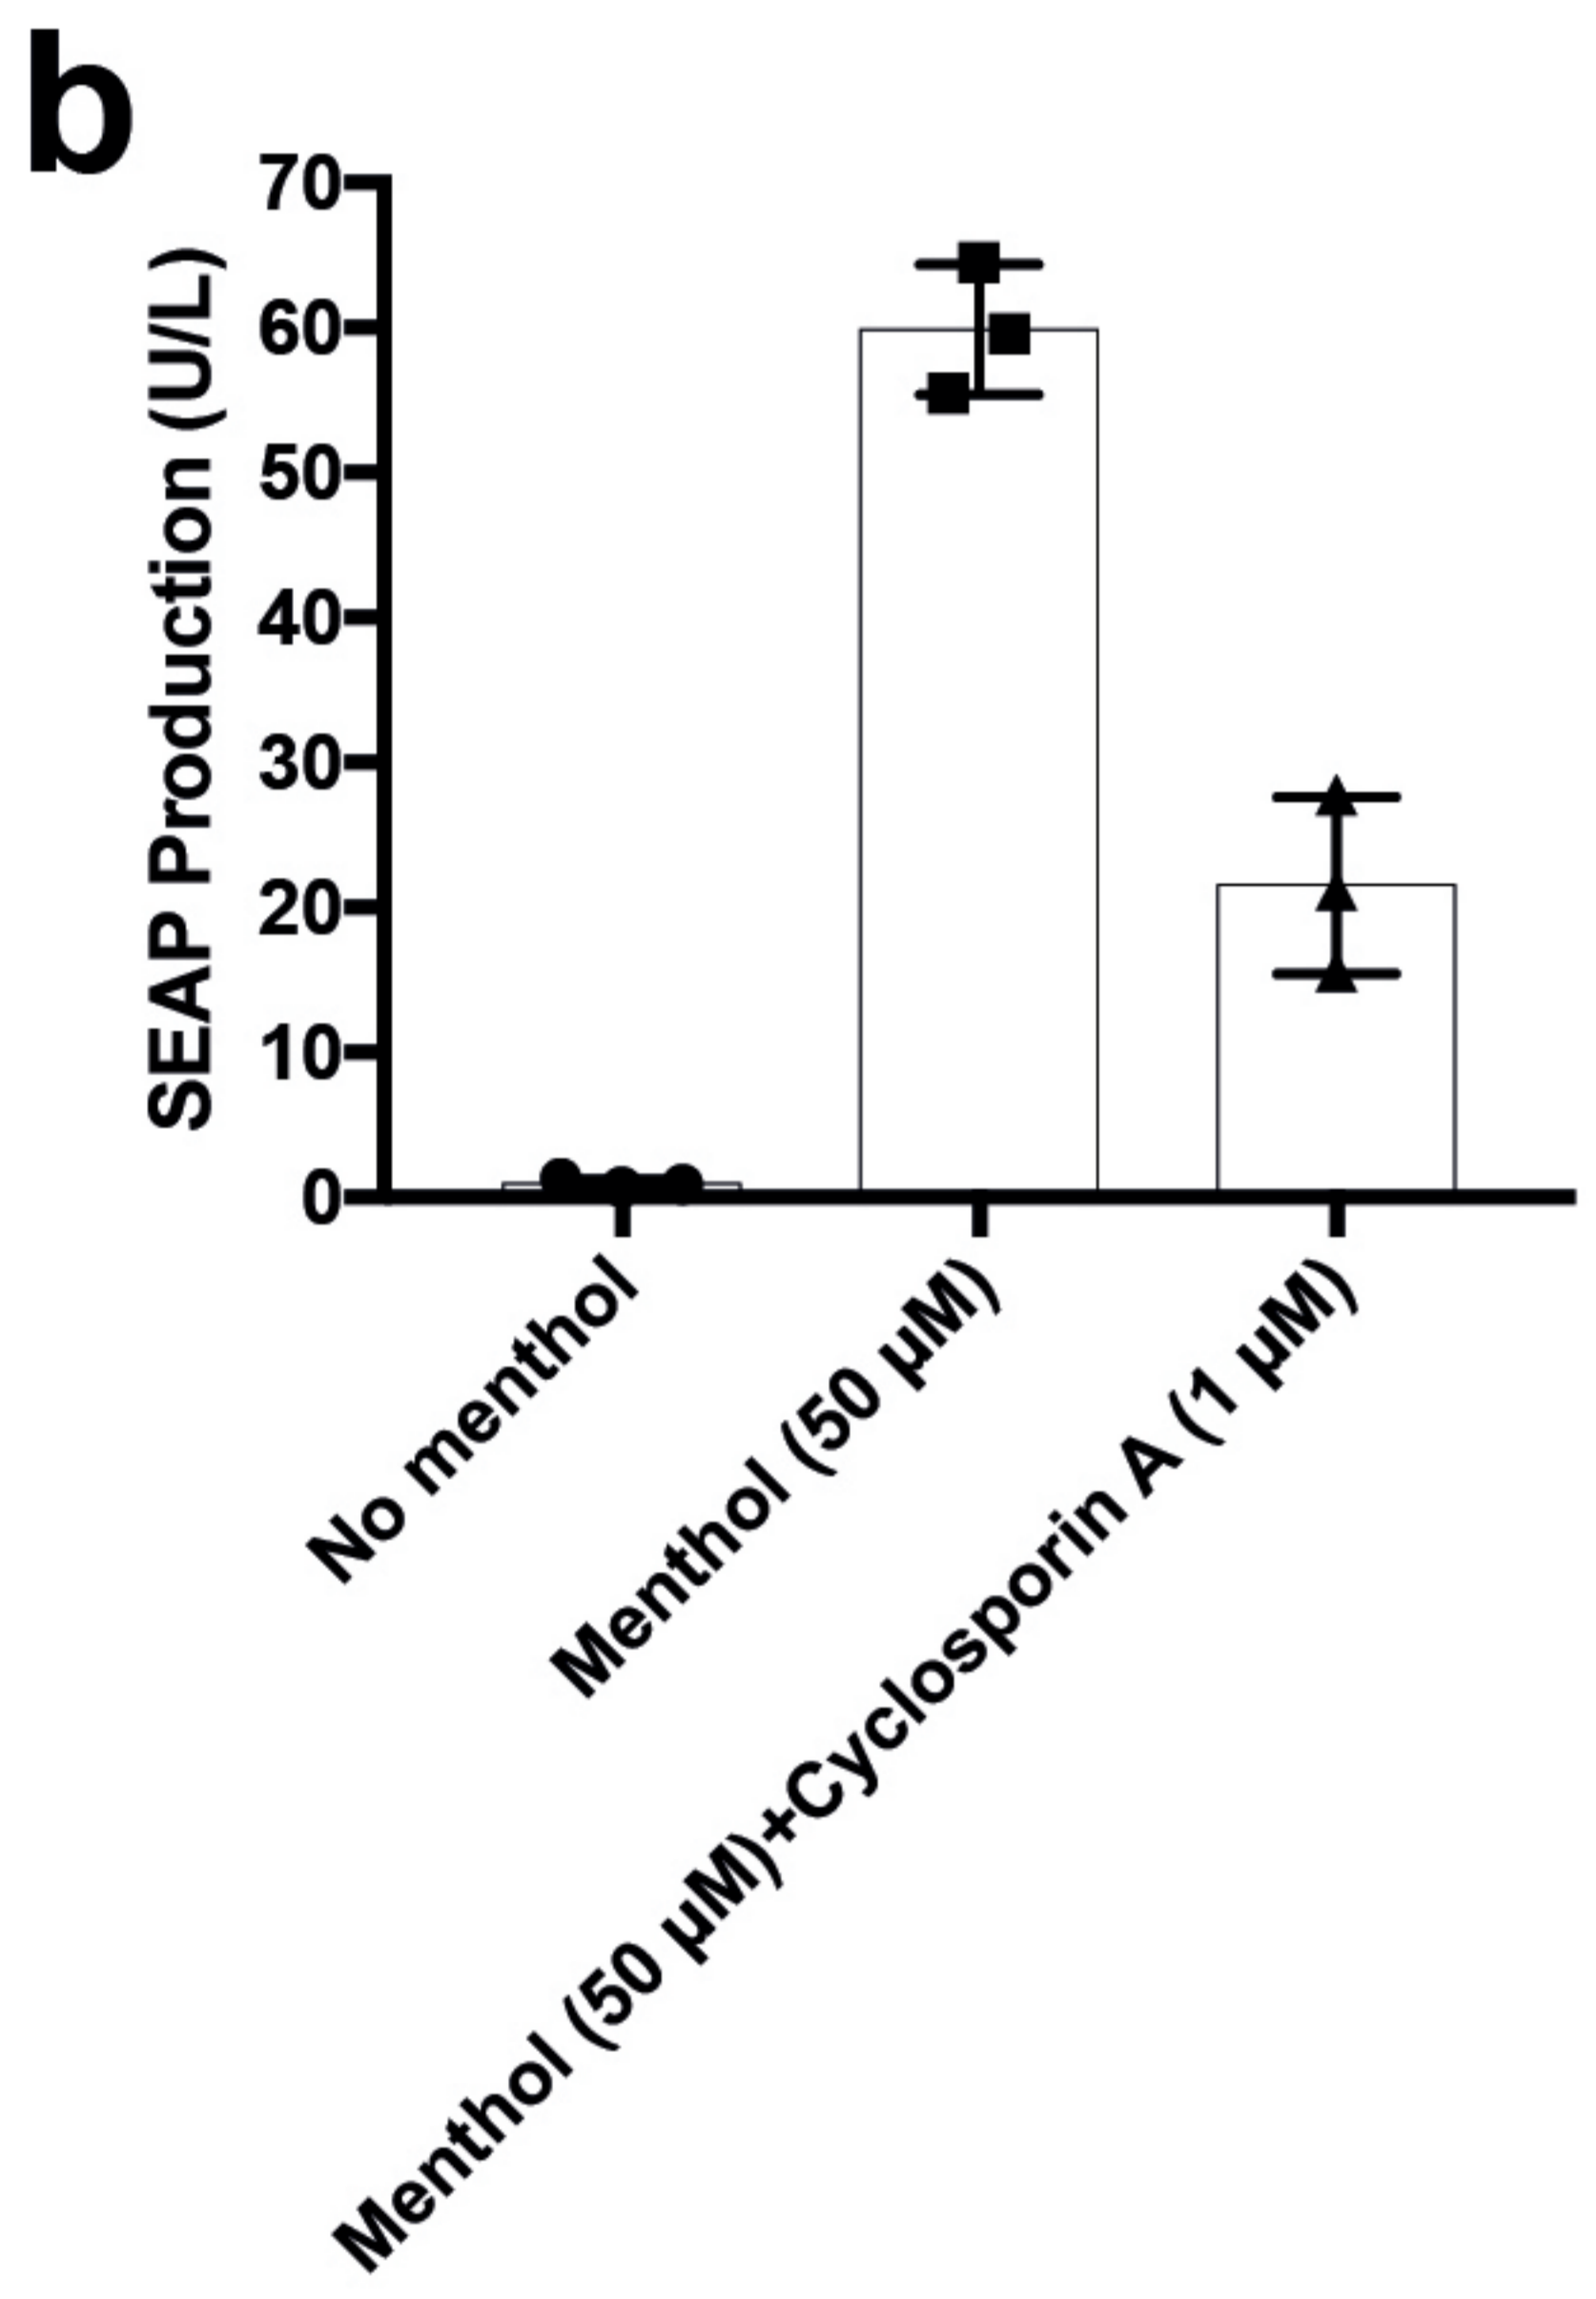 b
70
60
50
40
30
20
10
0
SEAP Production (U/L)
No menthol
Menthol (50 µM)
Menthol (50 µM)+Cyclosporin A (1 µM)